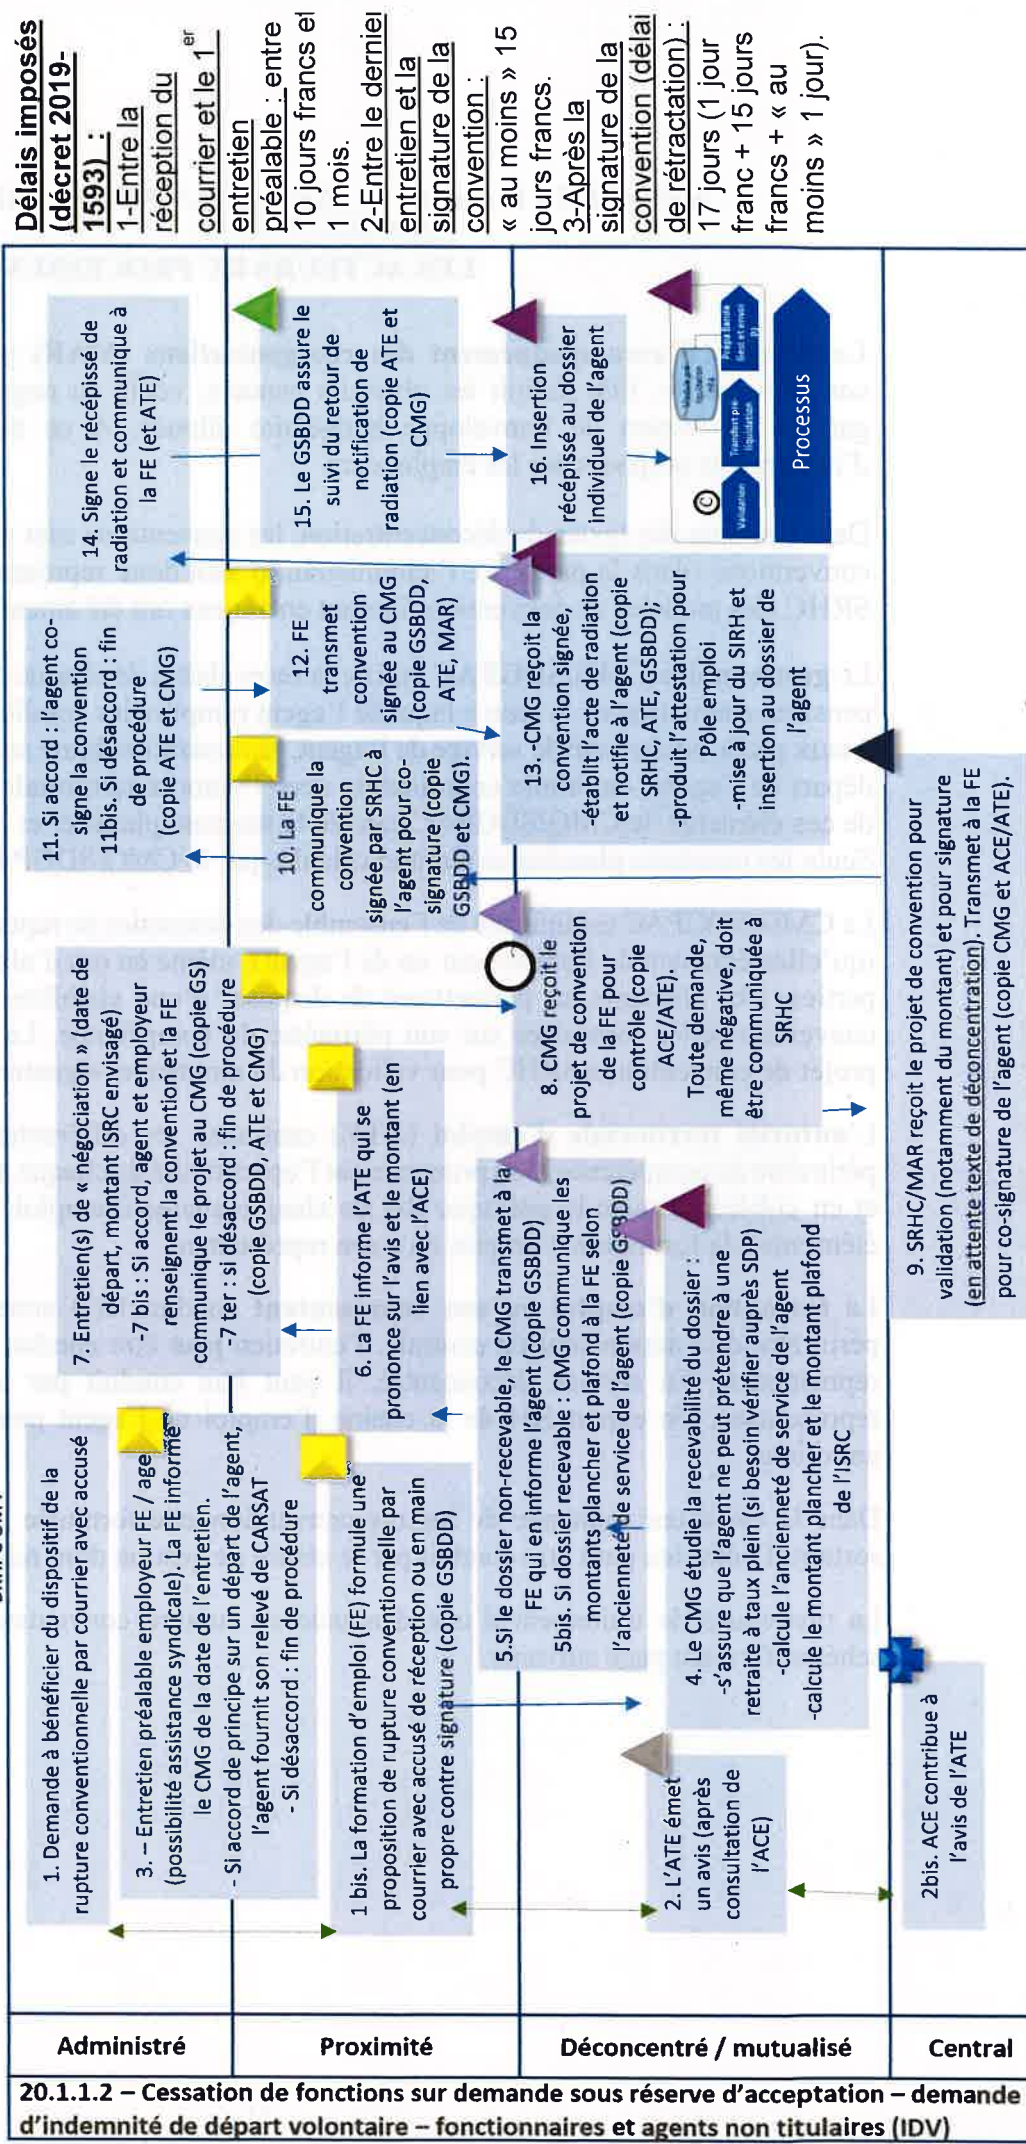 20.1.1.2 – Cessation de fonctions sur demande sous réserve d'acceptation – demande
d'indemnité de départ volontaire – fonctionnaires et agents non titulaires (IDV)
Administré
Proximité
Déconcentré / mutualisé
Central
1. Demande à bénéficier du dispositif de la
rupture conventionnelle par courrier avec accusé
3. – Entretien préalable employeur FE / age
(possibilité assistance syndicale). La FE informe
le CMG de la date de l'entretien.
- Si accord de principe sur un départ de l'agent,
l'agent fournit son relevé de CARSAT
- Si désaccord : fin de procédure
1 bis. La formation d'emploi (FE) formule une
proposition de rupture conventionnelle par
courrier avec accusé de réception ou en main
propre contre signature (copie GSBDD)
2. L'ATE émet
un avis (après
consultation de
l'ACE)
2bis. ACE contribue à
l'avis de l'ATE
4. Le CMG étudie la recevabilité du dossier :
-s'assure que l'agent ne peut prétendre à une
retraite à taux plein (si besoin vérifier auprès SDP)
-calcule l'ancienneté de service de l'agent
-calcule le montant plancher et le montant plafond
de l'ISRC
5.Si le dossier non-recevable, le CMG transmet à la
FE qui en informe l'agent (copie GSBDD)
5bis. Si dossier recevable : CMG communique les
montants plancher et plafond à la FE selon
l'ancienneté de service de l'agent (copie GSBDD)
6. La FE informe l'ATE qui se
prononce sur l'avis et le montant (en
lien avec l'ACE)
7. Entretien(s) de « négociation » (date de
départ, montant ISRC envisagé)
-7 bis : Si accord, agent et employeur
renseignent la convention et la FE
communique le projet au CMG (copie GS)
–7 ter : si désaccord : fin de procédure
(copie GSBDD, ATE et CMG)
8. CMG reçoit le
projet de convention
de la FE pour
contrôle (copie
ACE/ATE).
Toute demande,
même négative, doit
être communiquée à
SRHC
9. SRHC/MAR reçoit le projet de convention pour
validation (notamment du montant) et pour signature
(en attente texte de déconcentration). Transmet à la FE
pour co-signature de l'agent (copie CMG et ACE/ATE).
10. La FE
communique la
convention
signée par SRHC à
l'agent pour co-
signature (copie
GSBDD et CMG).
11. Si accord : l'agent co-
signe la convention
11bis. Si désaccord : fin
de procédure
(copie ATE et CMG)
12. FE
transmet
convention
signée au CMG
(copie GSBDD,
ATE, MAR)
13. –CMG reçoit la
convention signée,
-établit l'acte de radiation
et notifie à l'agent (copie
SRHC, ATE, GSBDD);
-produit l'attestation pour
Pôle emploi
-mise à jour du SIRH et
insertion au dossier de
l'agent
14. Signe le récépissé de
radiation et communique à
la FE (et ATE)
15. Le GSBDD assure le
suivi du retour de
notification de
radiation(copie ATE et
CMG)
16. Insertion
récépissé au dossier
individuel de l'agent
C
Validation
Transfert pré
liquidation
Processus
Délais imposés
(décret 2019-
1593) :
1-Entre la
réception du
courrier et le 1er
entretien
préalable : entre
10 jours francs et
1 mois.
2-Entre le dernier
entretien et la
signature de la
convention :
« au moins » 15
jours francs.
3-Après la
signature de la
convention (délai
de rétractation) :
17 jours (1 jour
franc + 15 jours
francs + « au
moins » 1 jour).